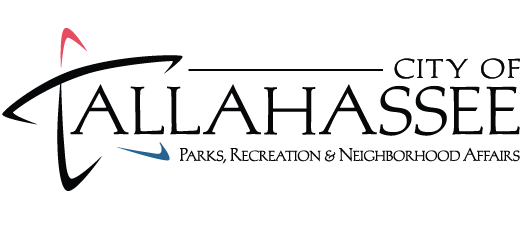 CITY OF
TALLAHASSEE
PARKS, RECREATION & NEIGHBORHOOD AFFAIRS